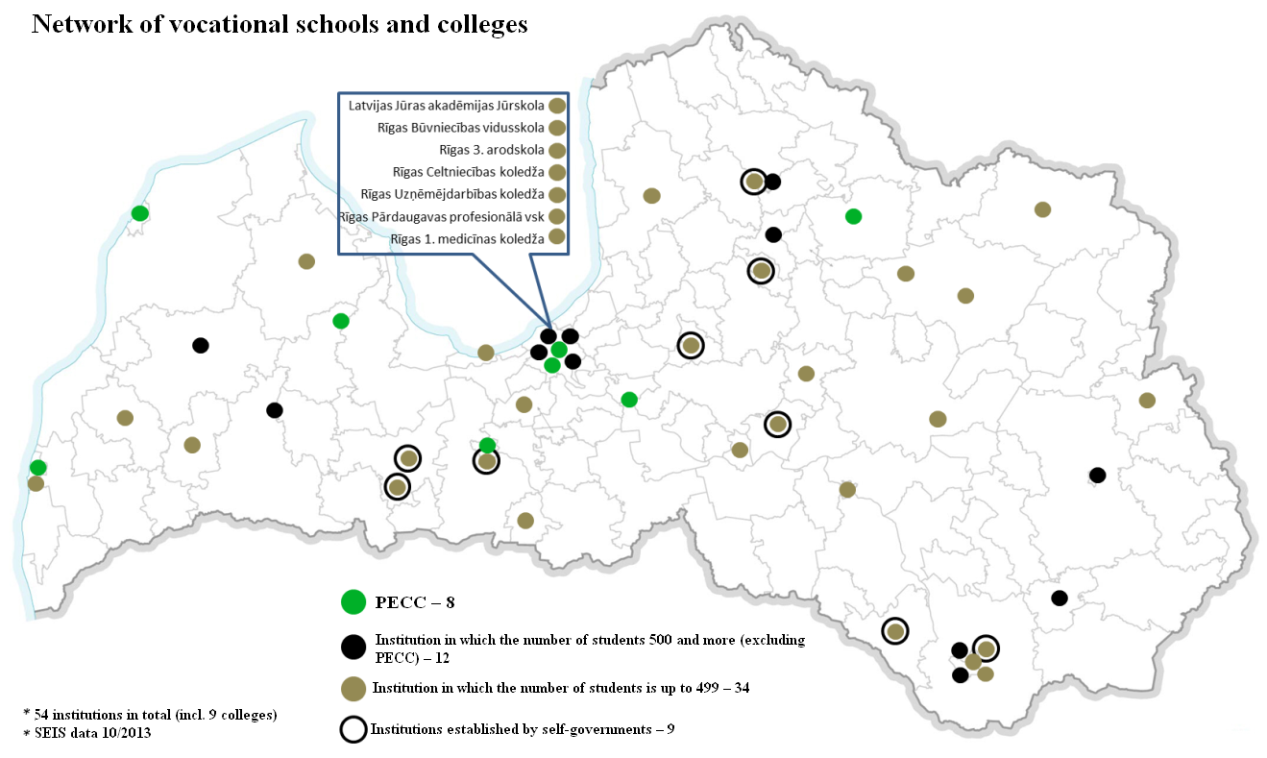 Network of vocational schools and colleges
Latvijas Jūras akadēmijas Jūrskola
Rīgas Būvniecības vidusskola
Rīgas 3. arodskola
Rīgas Celtniecības koledža
Rīgas Uzņēmējdarbības koledža
Rīgas Pārdaugavas profesionālā vsk
Rīgas 1. medicīnas koledža
PECC – 8
Institution in which the number of students 500 and more (excluding
PECC) – 12
Institution in which the number of students is up to 499 – 34
Institutions established by self-governments – 9
* 54 institutions in total (incl. 9 colleges)
* SEIS data 10/2013